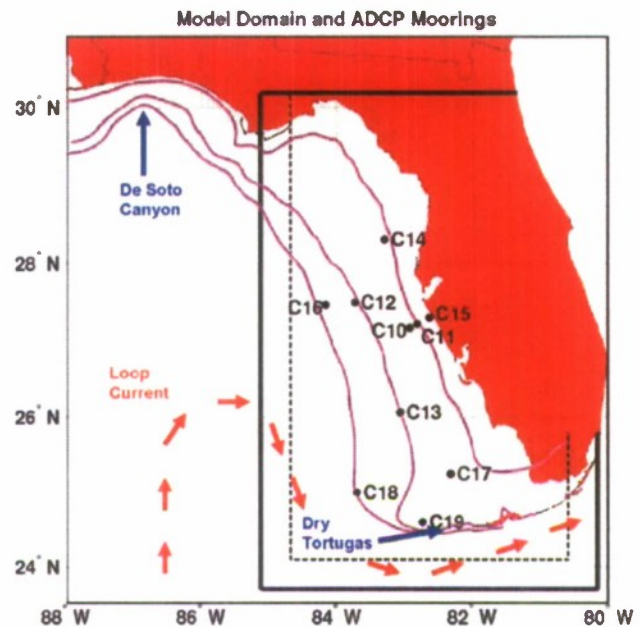 Model Domain and ADCP Moorings
30° N
De Soto
Canyon
28° N
C14
C16
C12
C15
C10
C11
Loop
Current
26° N
C13
C17
C18
Dry
Tortugas
C19
24° N
88 W
86 W
84 W
82 W
80 W